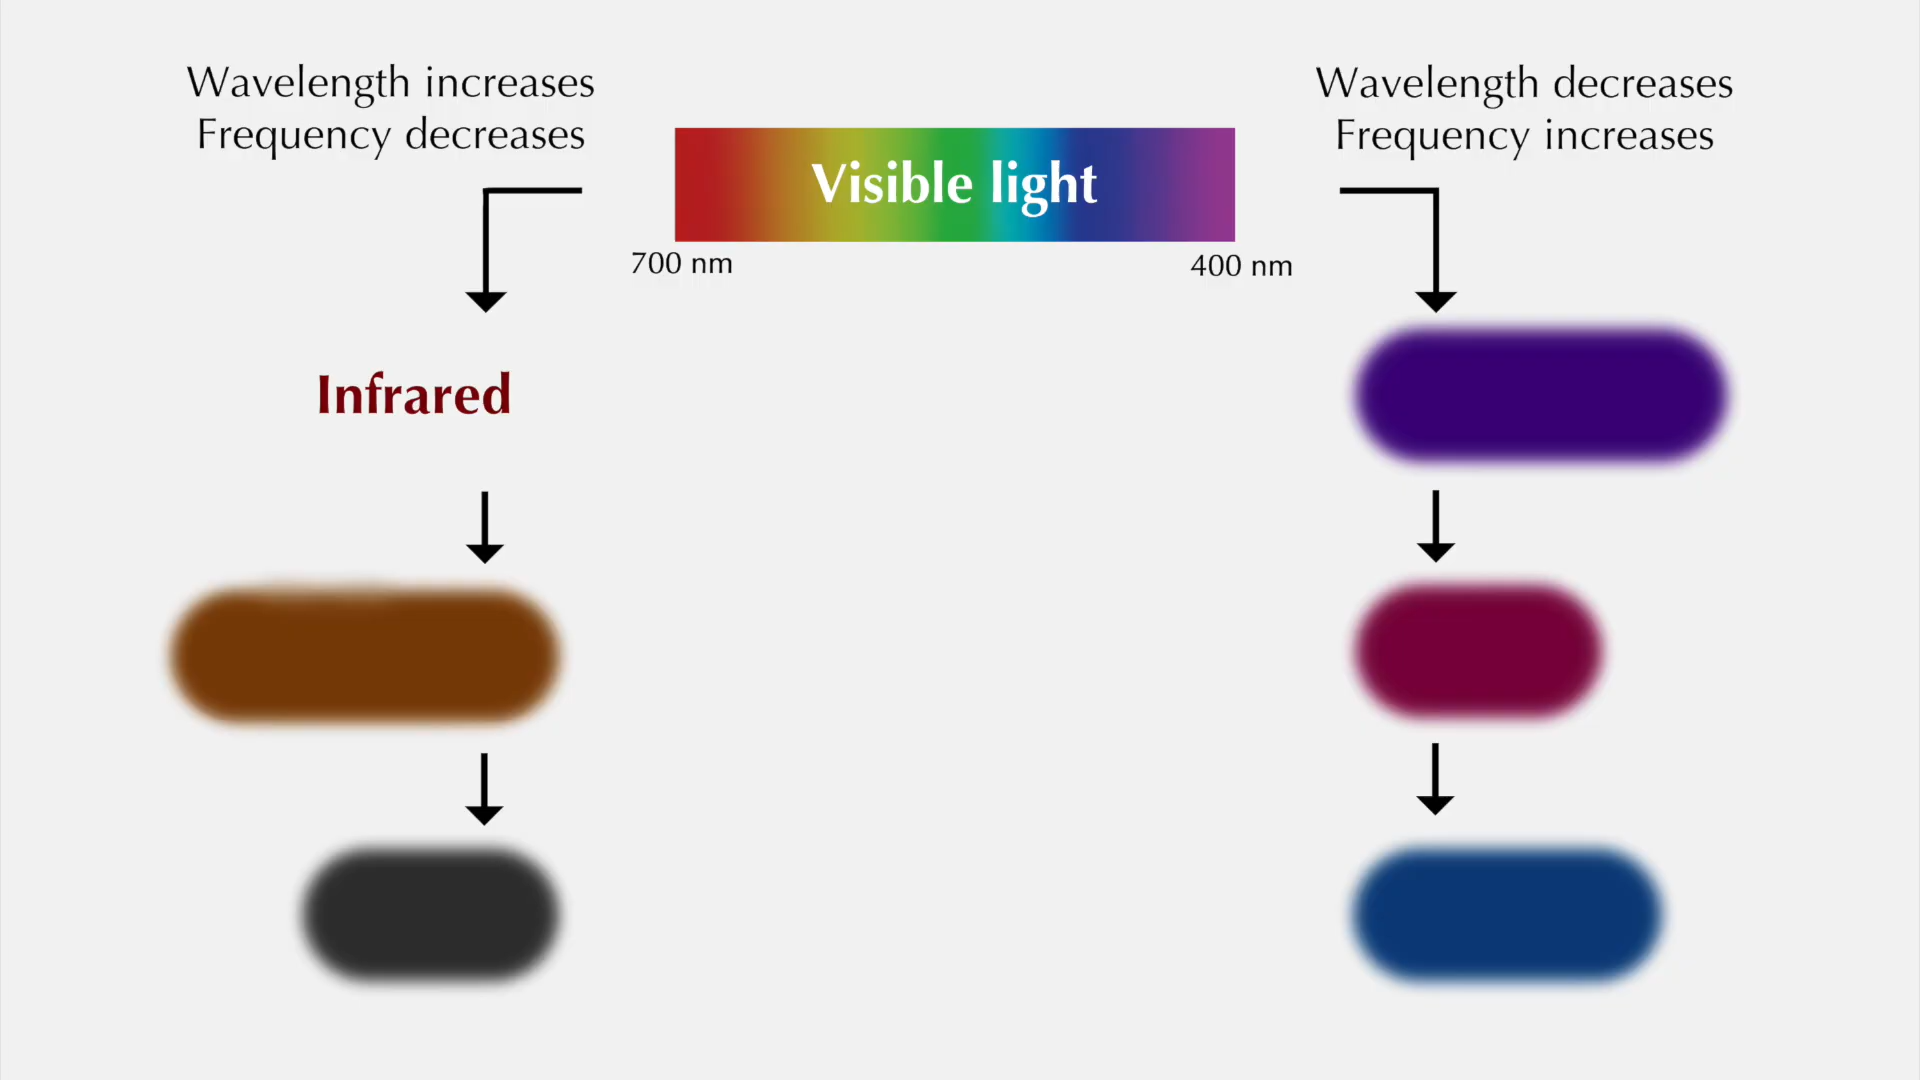 Wavelength increases
Frequency decreases
Visible light
700 nm
400 nm
Wavelength decreases
Frequency increases
Infrared